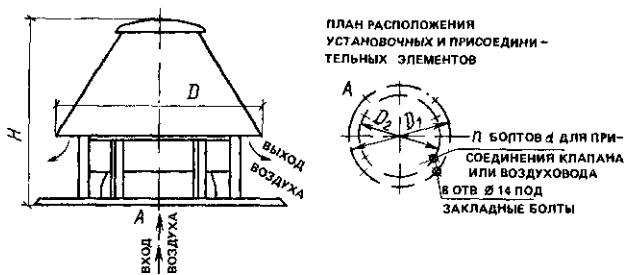 ПЛАН РАСПОЛОЖЕНИЯ
УСТАНОВОЧНЫХ И ПРИСОЕДИНИ-
ТЕЛЬНЫХ ЭЛЕМЕНТОВ
H
D
ВЫХОД
ВОЗДУХА
A
ВХОД
ВОЗДУХА
A
D₂
D₁
n БОЛТОВ d ДЛЯ ПРИ-
СОЕДИНЕНИЯ КЛАПАНА
ИЛИ ВОЗДУХОВОДА
8 ОТВ Ø 14 ПОД
ЗАКЛАДНЫЕ БОЛТЫ